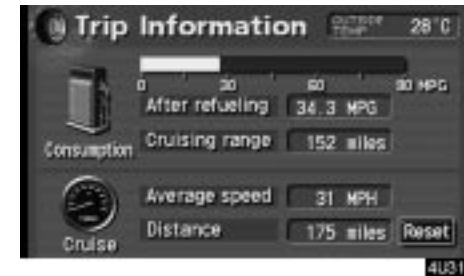 Trip Information OUTSIDE TEMP 28°C
0 30 60 90 MPG
After refueling 34.3 MPG
Consumption Cruising range 152 miles
Average speed 31 MPH
Cruise Distance 175 miles Reset
4U31